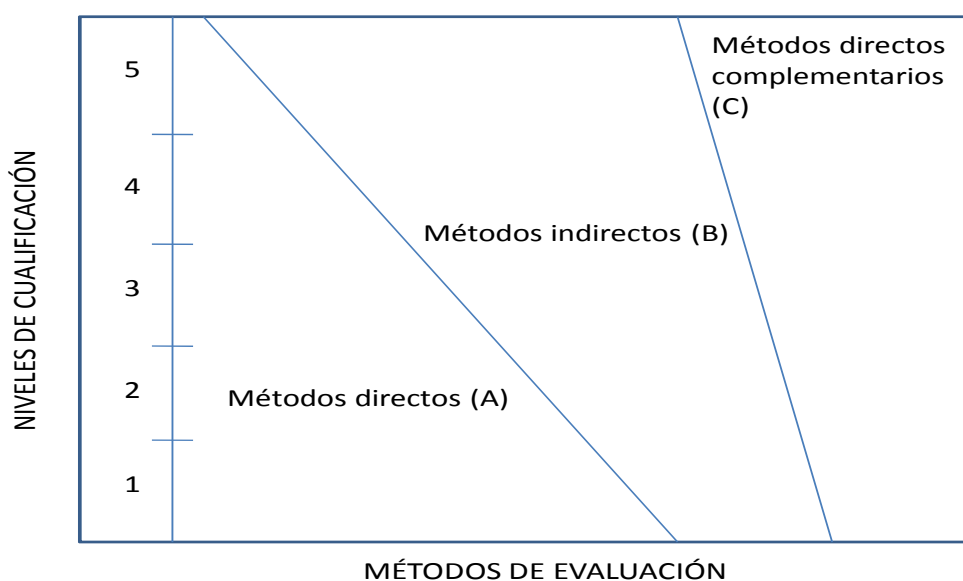 NIVELES DE CUALIFICACIÓN
5
4
3
2
1
Métodos directos
complementarios
(C)
Métodos indirectos (B)
Métodos directos (A)
MÉTODOS DE EVALUACIÓN